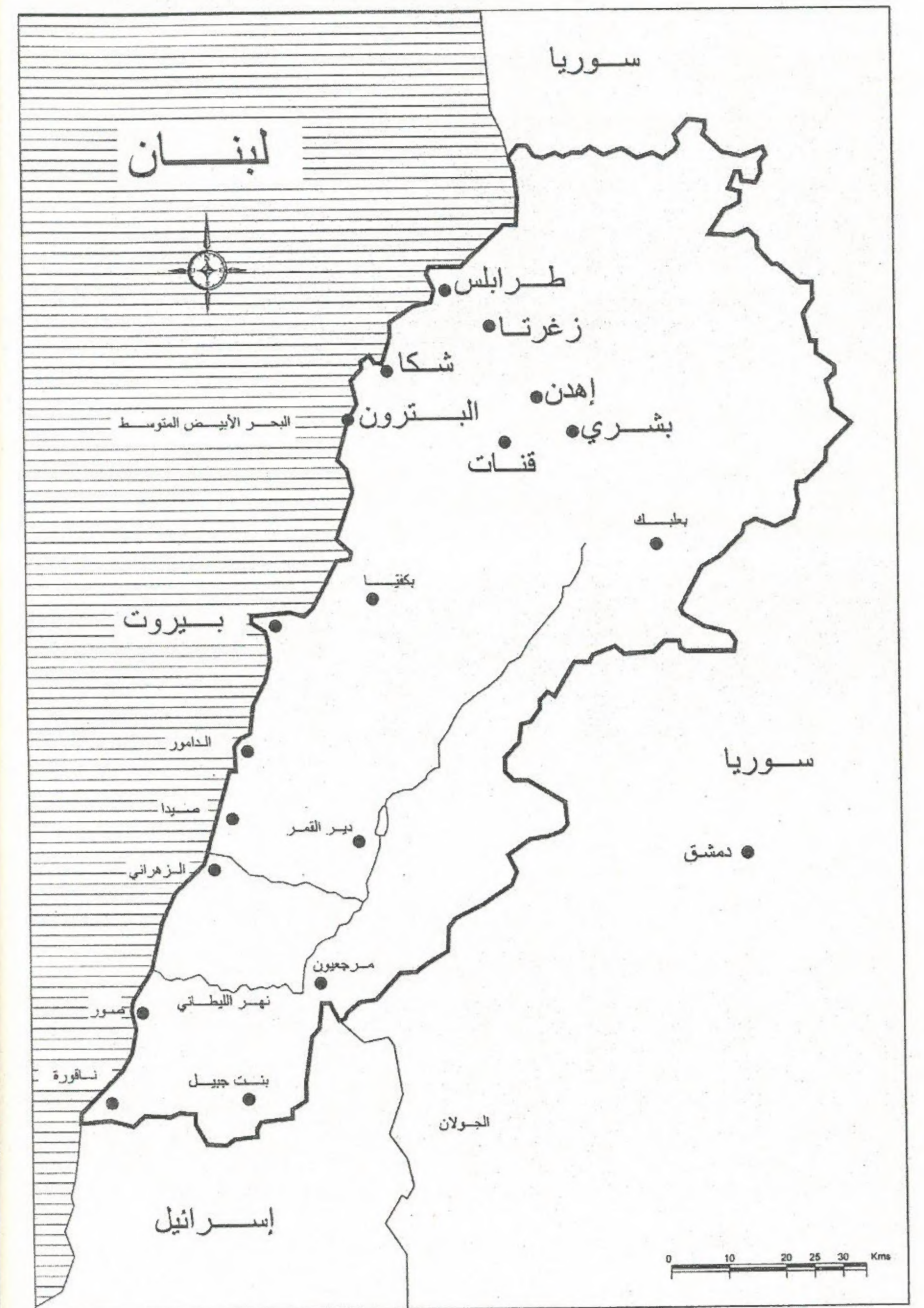 سوريا
لبنان
طرابلس
زغرتا
شكا
إهدن
البترون
البحر الأبيض المتوسط
بشري
قنات
بعلبك
بكفيا
بيروت
الدامور
سوريا
صيدا
دير القمر
دمشق
الزهراني
مرجعيون
نهر الليطاني
صور
ناقورة
بنت جبيل
الجولان
إسرائيل
0 10 20 25 30 Kms